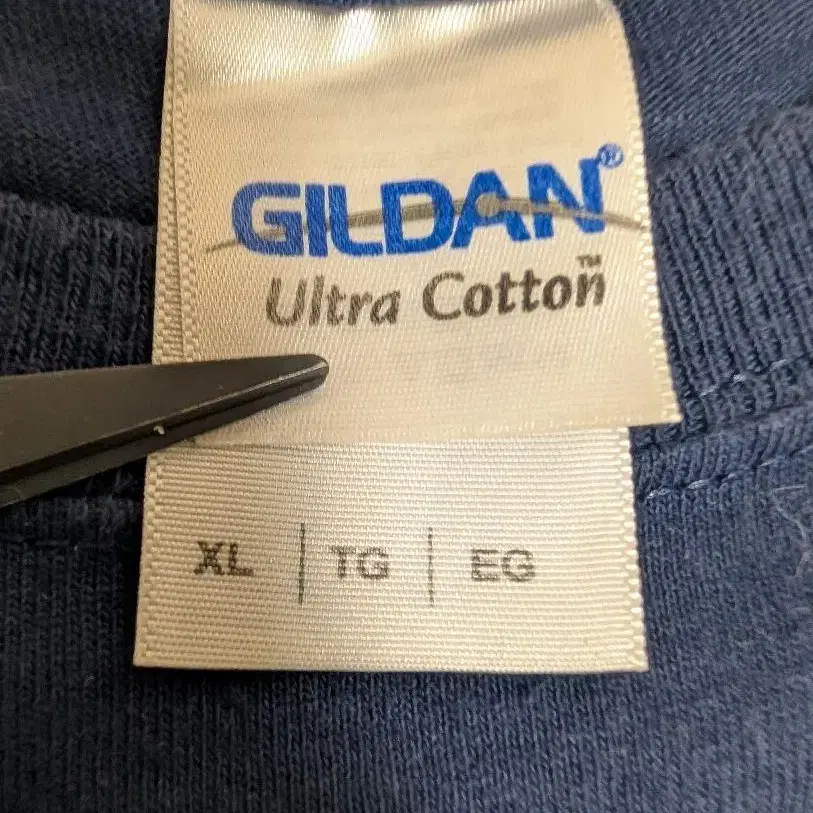 GILDAN®
Ultra Cotton™
XL | TG | EG